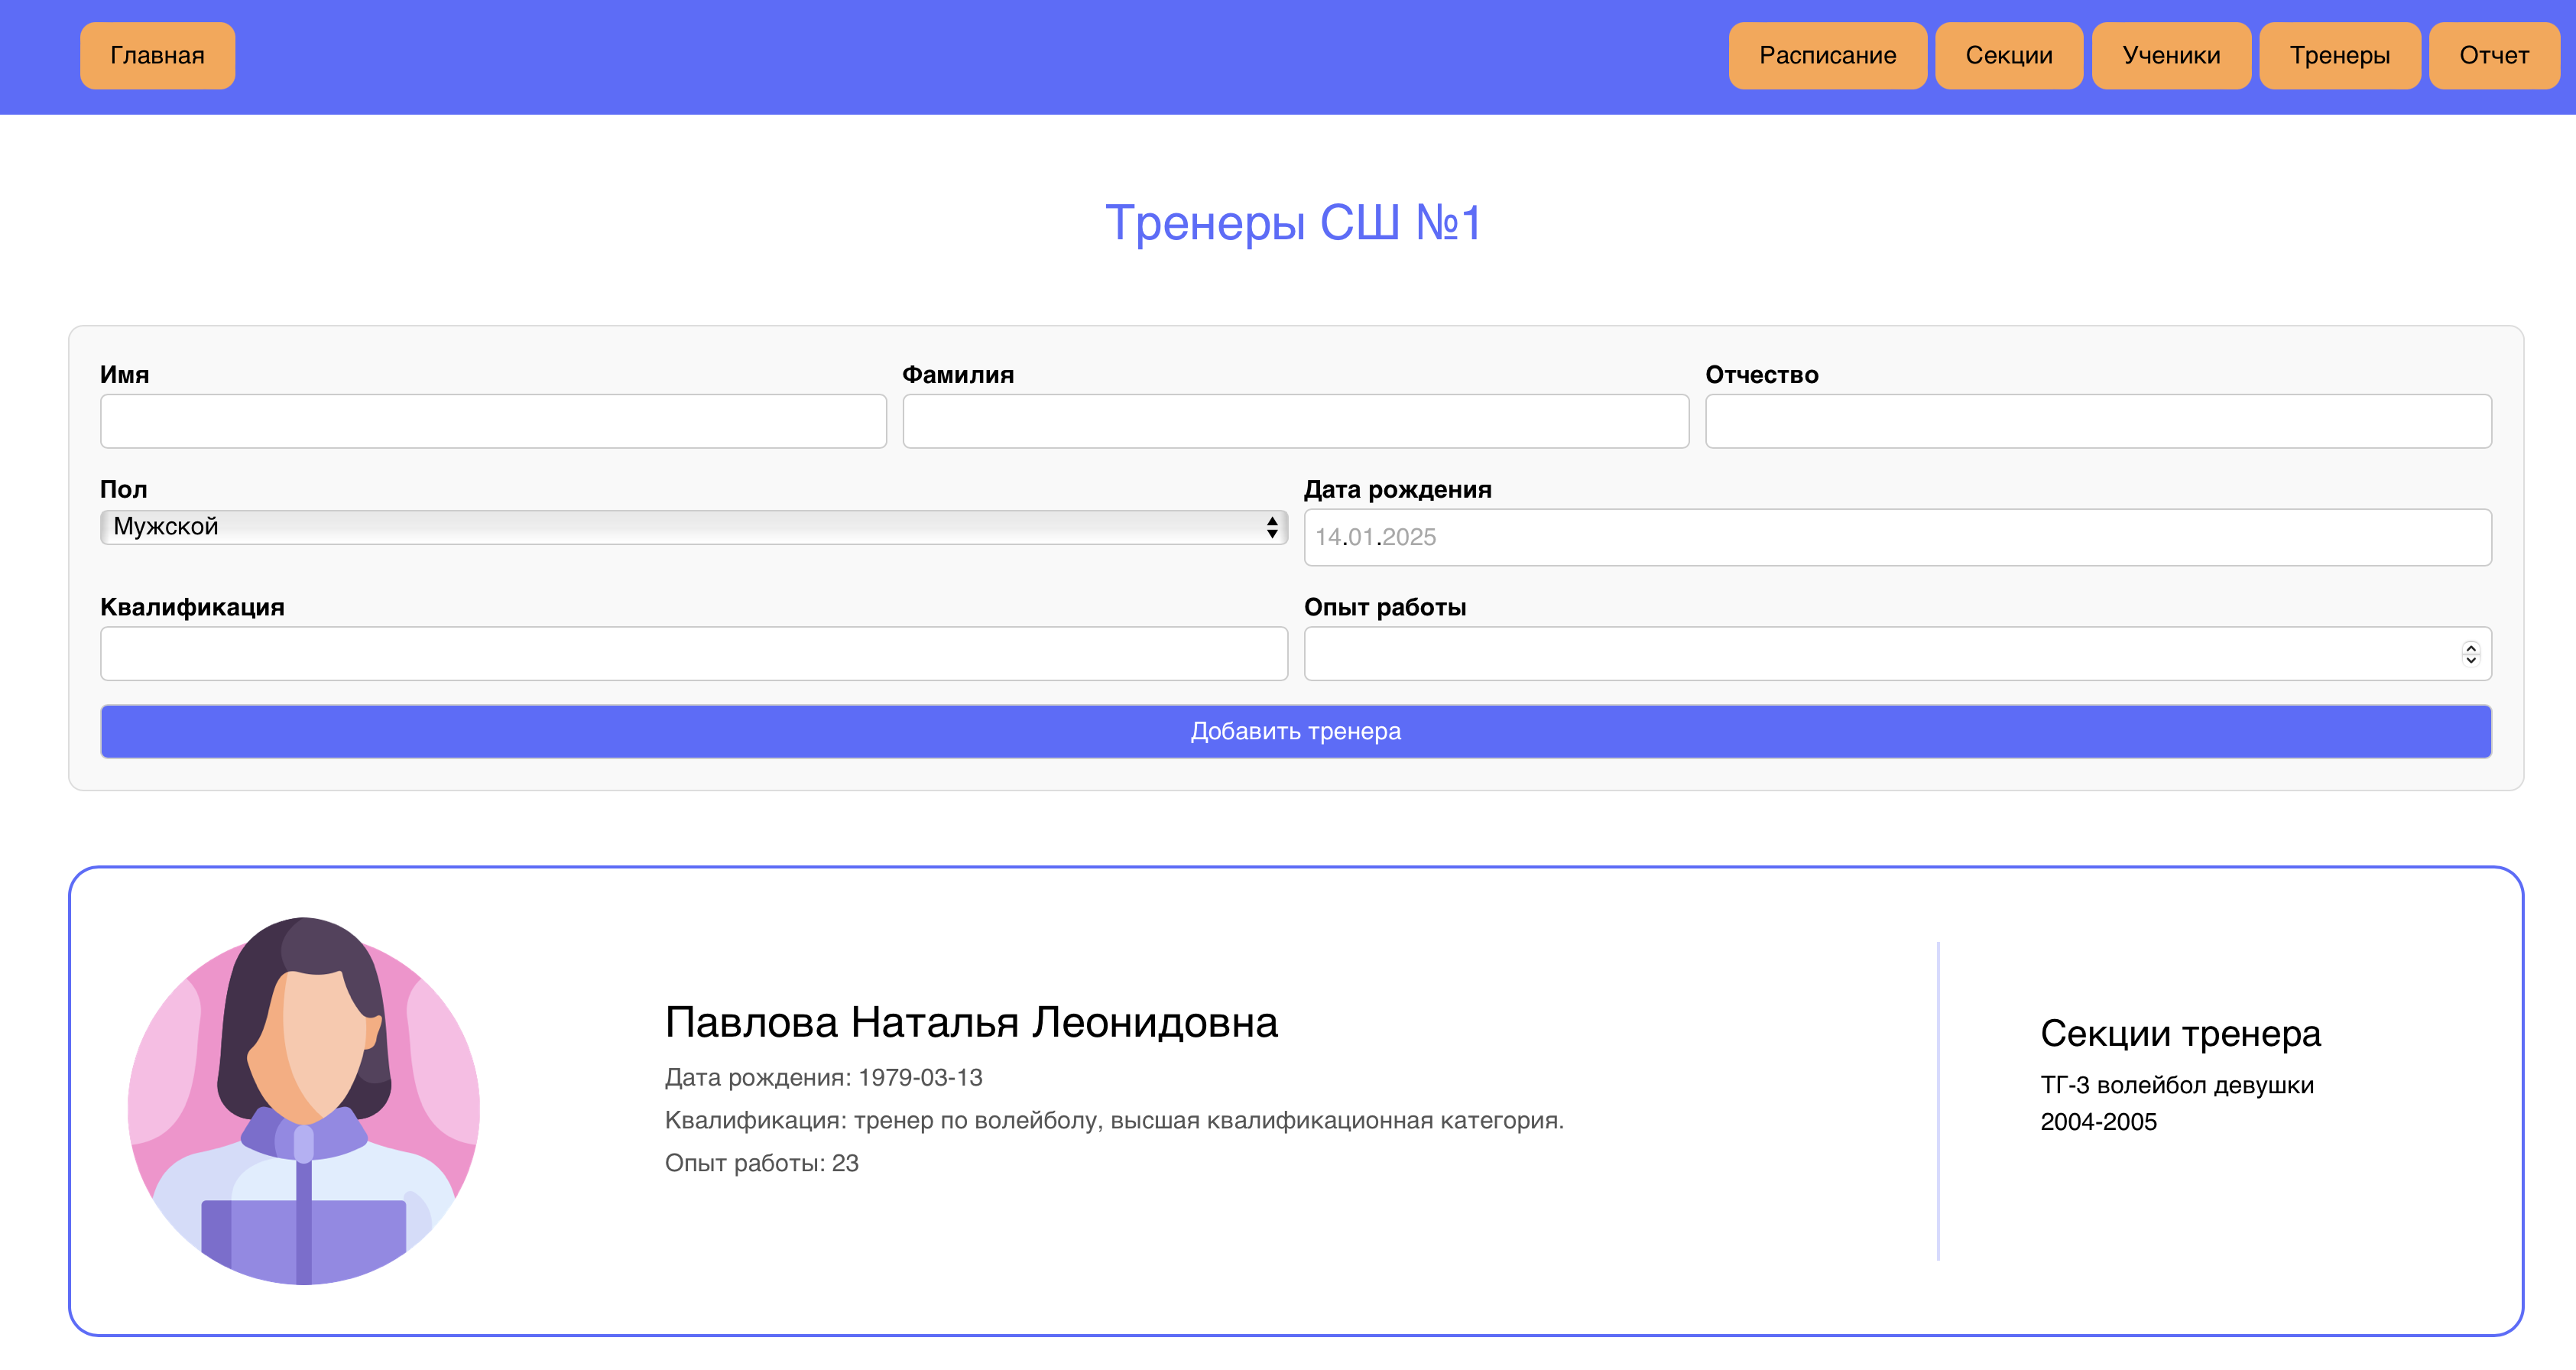 Главная
Расписание
Секции
Ученики
Тренеры
Отчет
Тренеры СШ №1
Имя
Фамилия
Отчество
Пол
Дата рождения
Мужской
14.01.2025
Квалификация
Опыт работы
Добавить тренера
Павлова Наталья Леонидовна
Дата рождения: 1979-03-13
Квалификация: тренер по волейболу, высшая квалификационная категория.
Опыт работы: 23
Секции тренера
ТГ-3 волейбол девушки
2004-2005